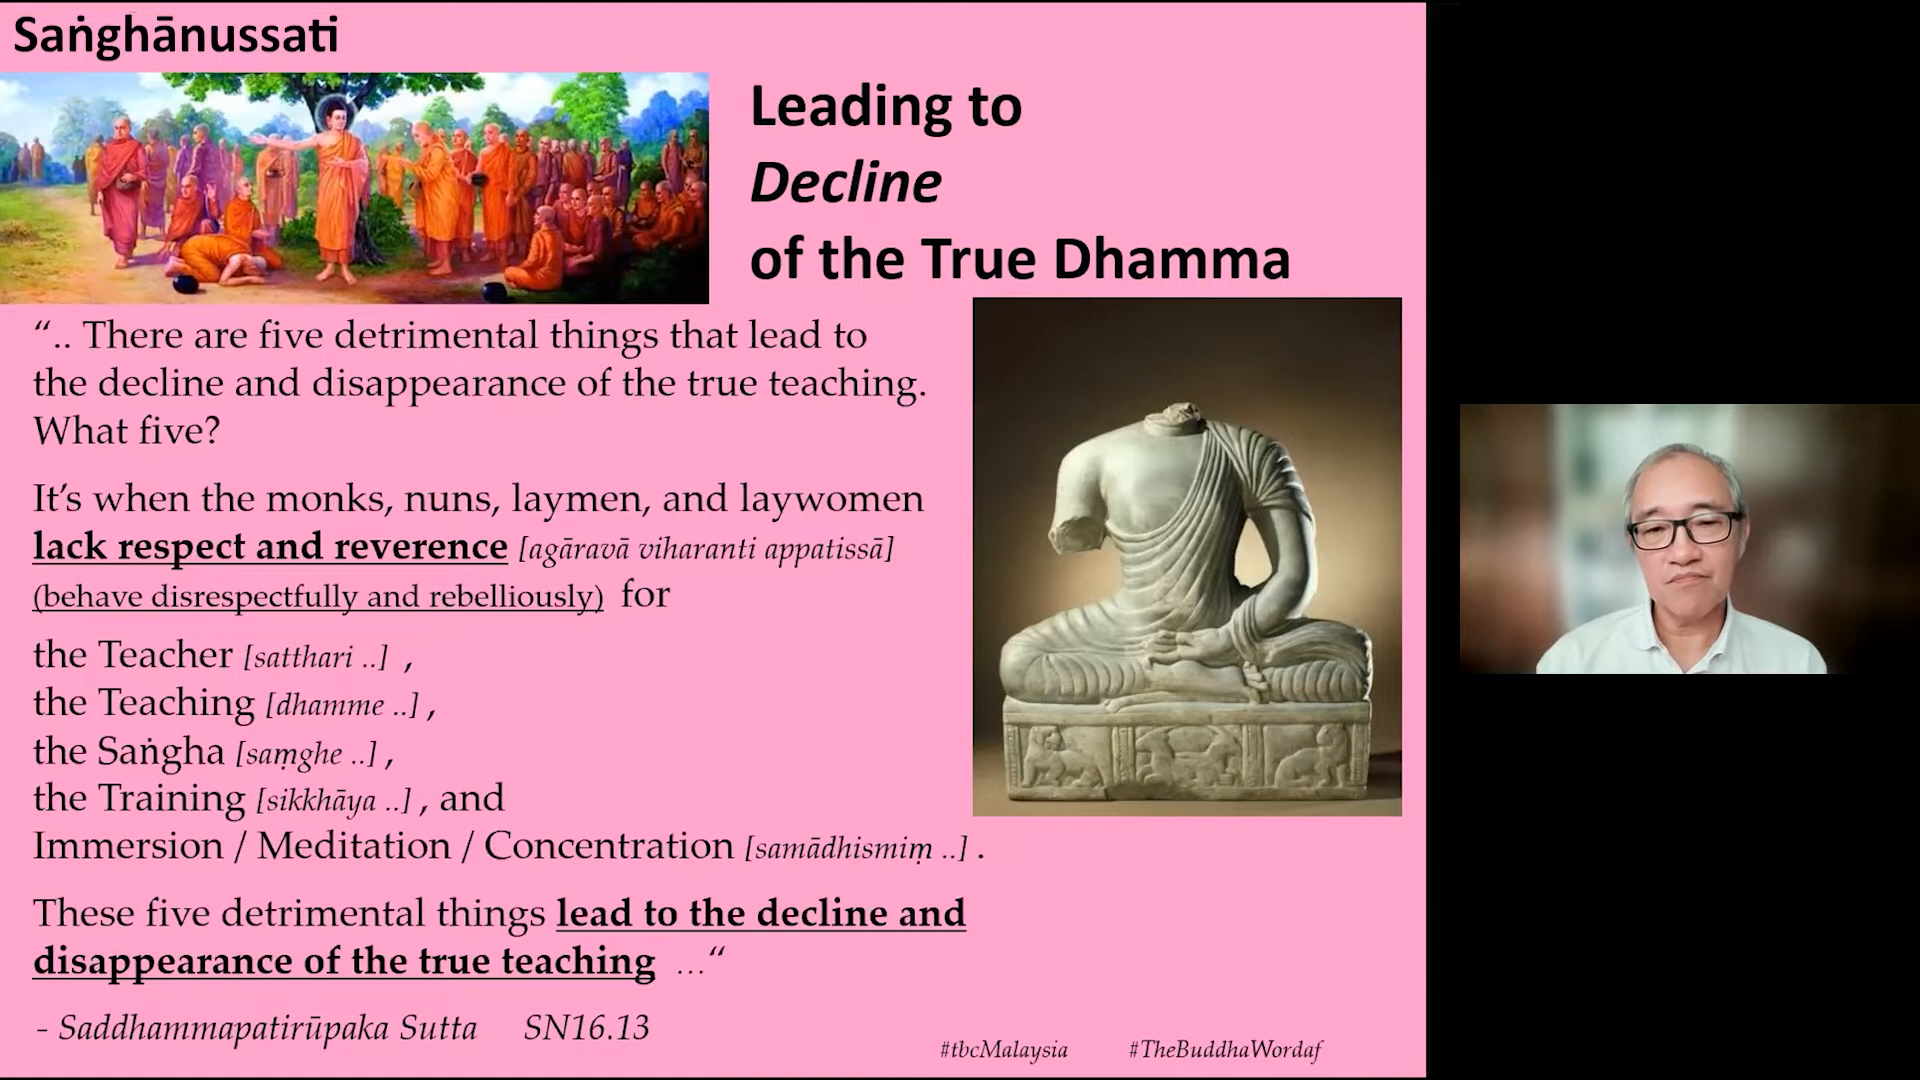 Saṅghānussati
Leading to
Decline
of the True Dhamma
“.. There are five detrimental things that lead to
the decline and disappearance of the true teaching.
What five?
It’s when the monks, nuns, laymen, and laywomen
lack respect and reverence [agāravā viharanti appatissā]
(behave disrespectfully and rebelliously) for
the Teacher [satthari ..] ,
the Teaching [dhamme ..] ,
the Saṅgha [saṃghe ..] ,
the Training [sikkhāya ..] , and
Immersion / Meditation / Concentration [samādhismiṃ ..] .
These five detrimental things lead to the decline and
disappearance of the true teaching …“
- Saddhammapatirūpaka Sutta SN16.13
#tbcMalaysia #TheBuddhaWordaf